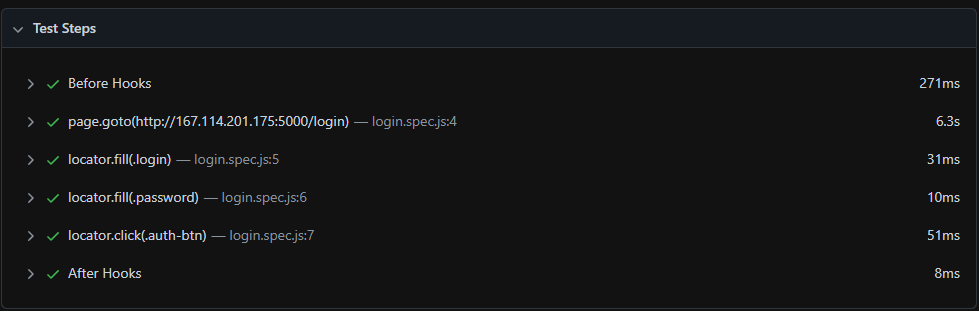 Test Steps
Before Hooks 271ms
page.goto(http://167.114.201.175:5000/login) — login.spec.js:4 6.3s
locator.fill(.login) — login.spec.js:5 31ms
locator.fill(.password) — login.spec.js:6 10ms
locator.click(.auth-btn) — login.spec.js:7 51ms
After Hooks 8ms